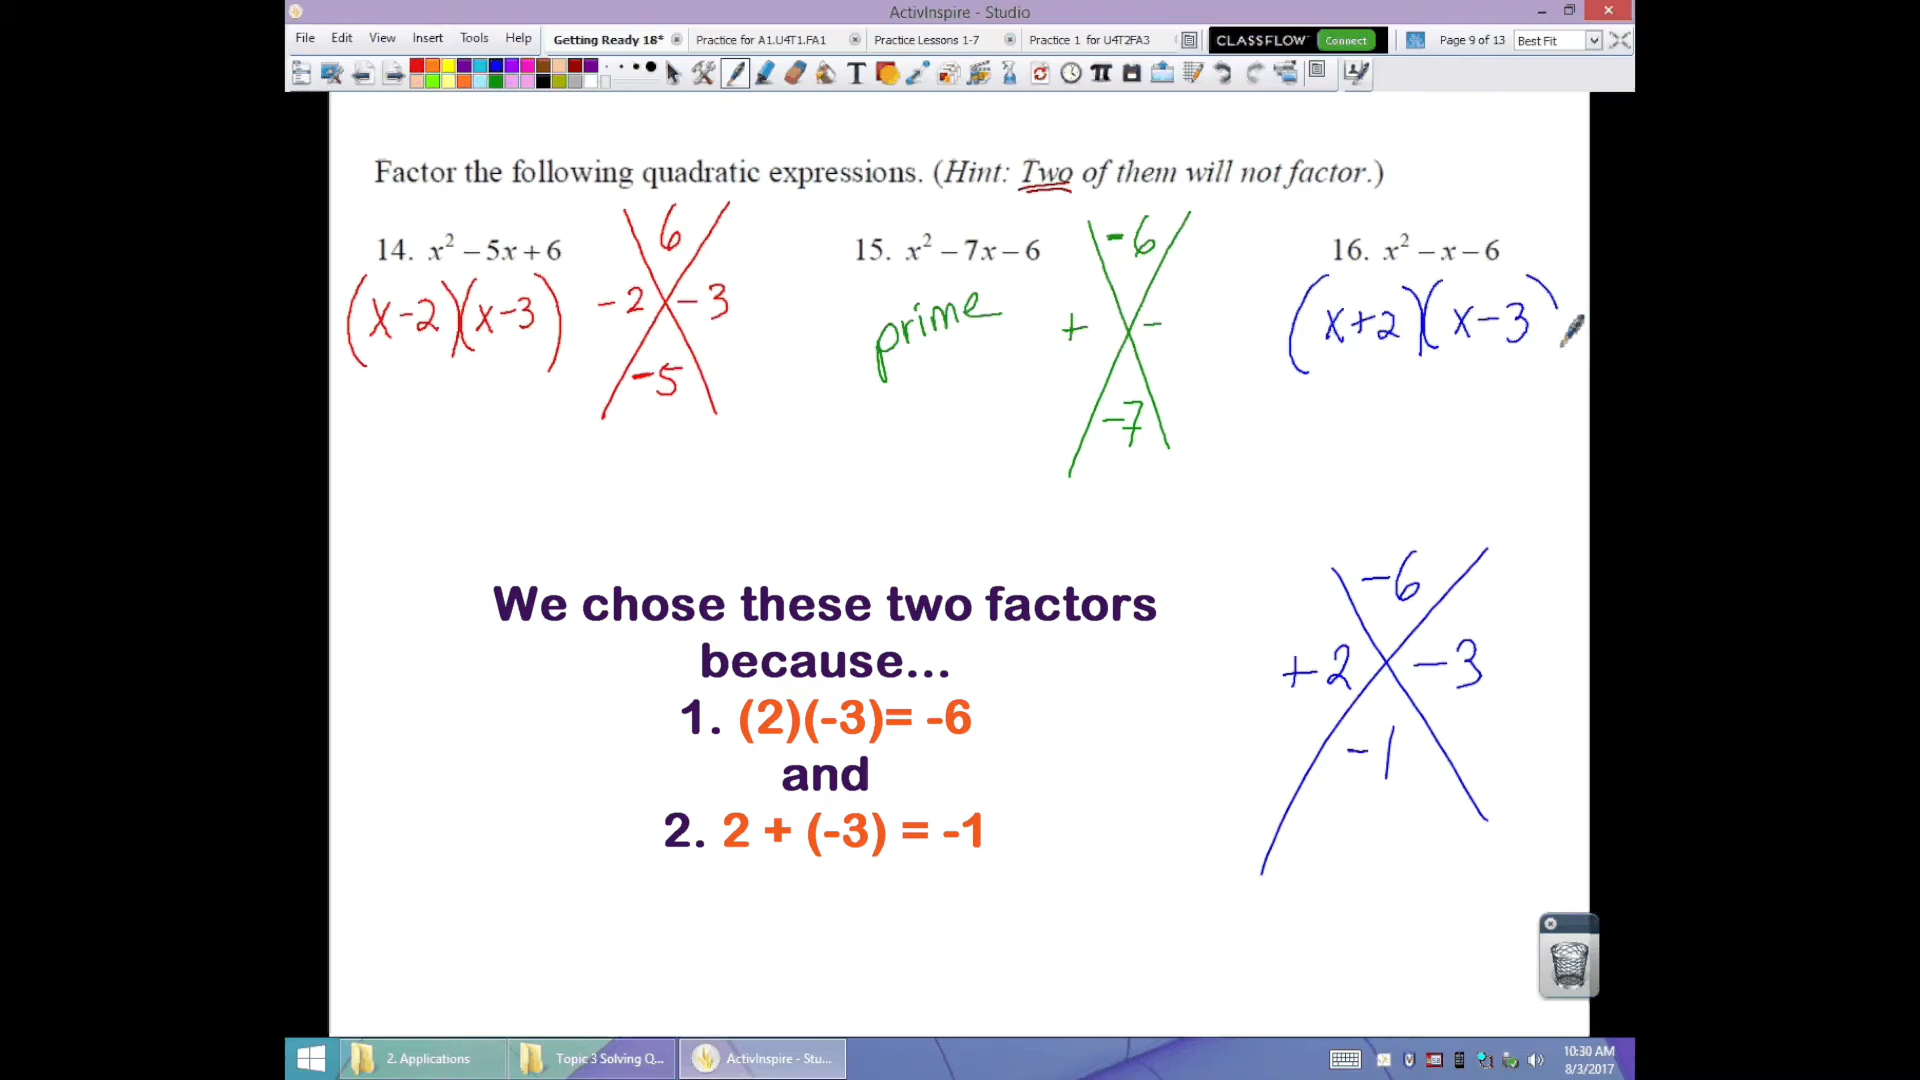 ActivInspire - Studio
File Edit View Insert Tools Help Getting Ready 18* Practice for A1.U4T1.FA1 Practice Lessons 1-7 Practice 1 for U4T2FA3 CLASSFLOW Connect Page 9 of 13 Best Fit
Factor the following quadratic expressions. (Hint: Two of them will not factor.)
14. x² – 5x + 6
6
-2 -3
-5
(x-2)(x-3)
15. x² – 7x – 6
-6
+ -
-7
prime
16. x² – x – 6
(x+2)(x-3)
-6
+2 -3
-1
We chose these two factors
because...
1. (2)(-3)= -6
and
2. 2 + (-3) = -1
2. Applications Topic 3 Solving Q... ActivInspire - Stu... 10:30 AM
8/3/2017